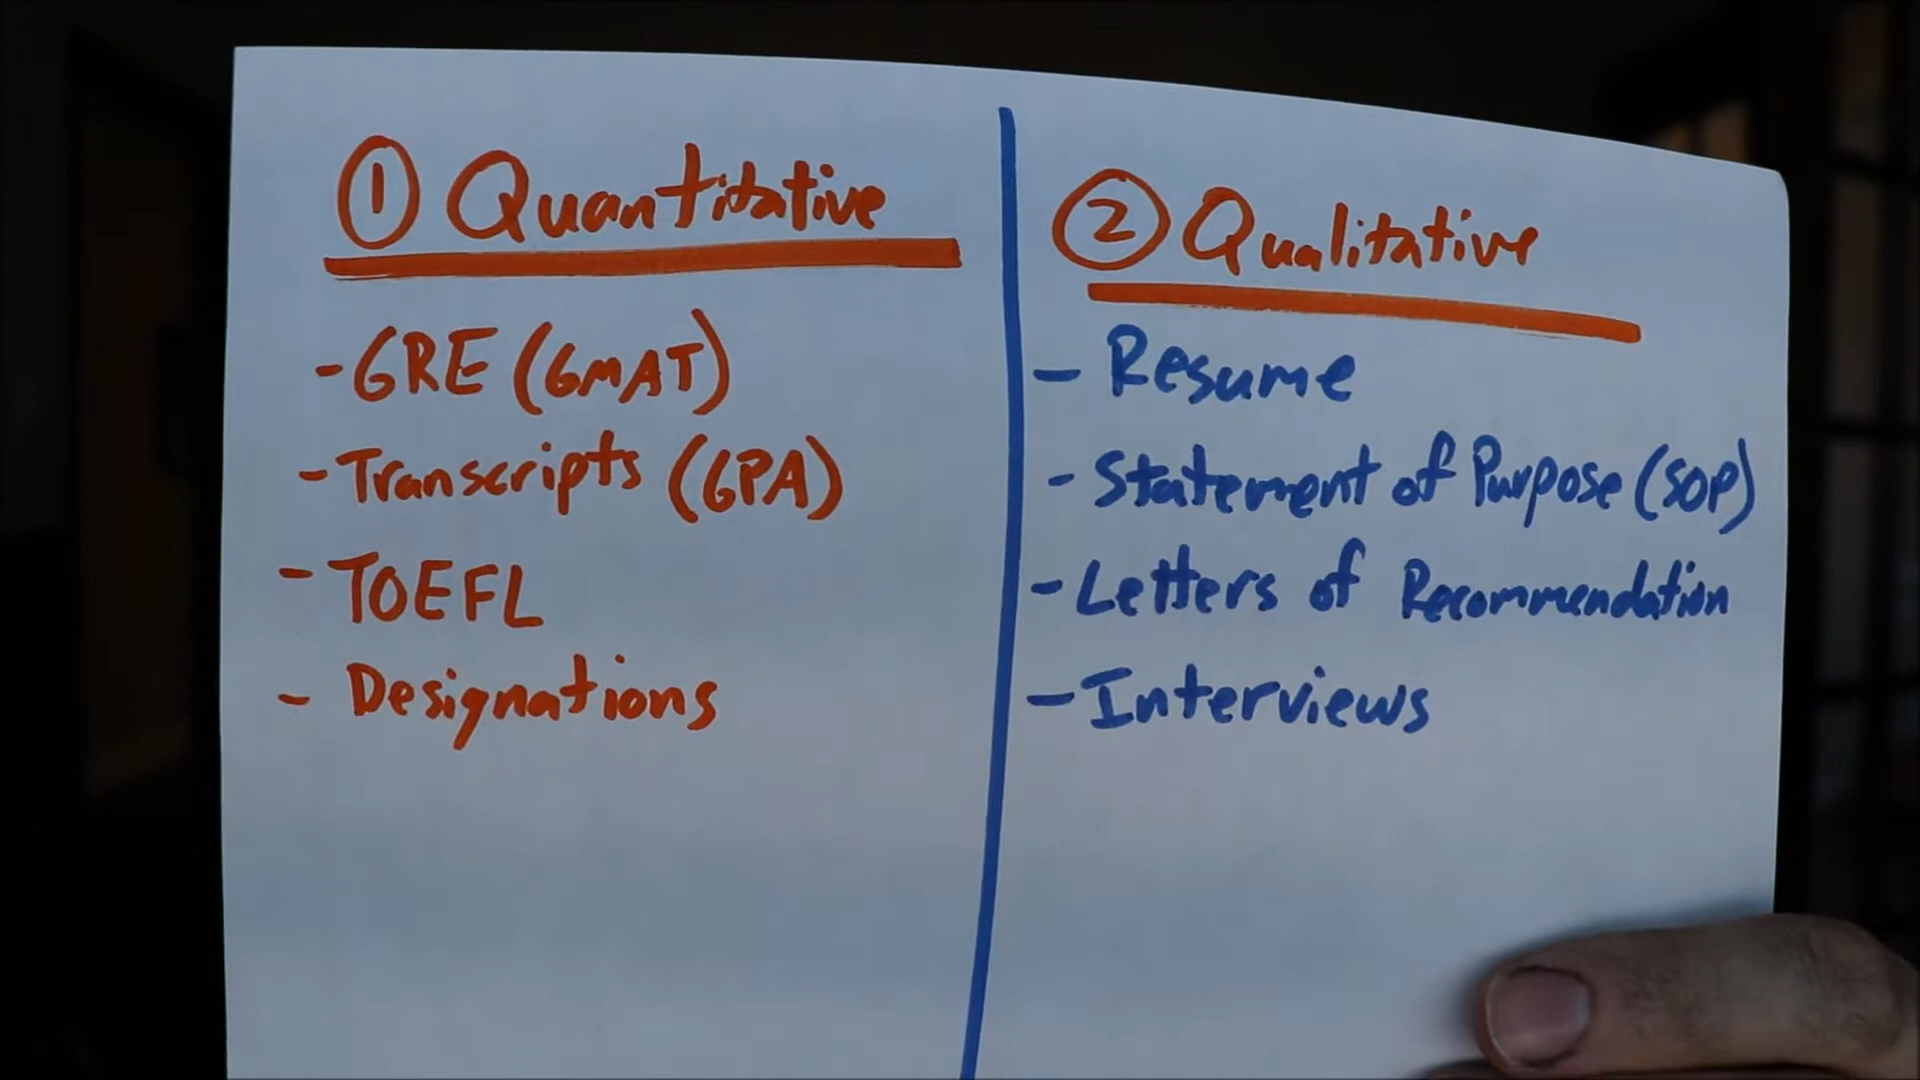 ① Quantitative
- GRE (GMAT)
- Transcripts (GPA)
- TOEFL
- Designations
② Qualitative
- Resume
- Statement of Purpose (SOP)
- Letters of Recommendation
- Interviews